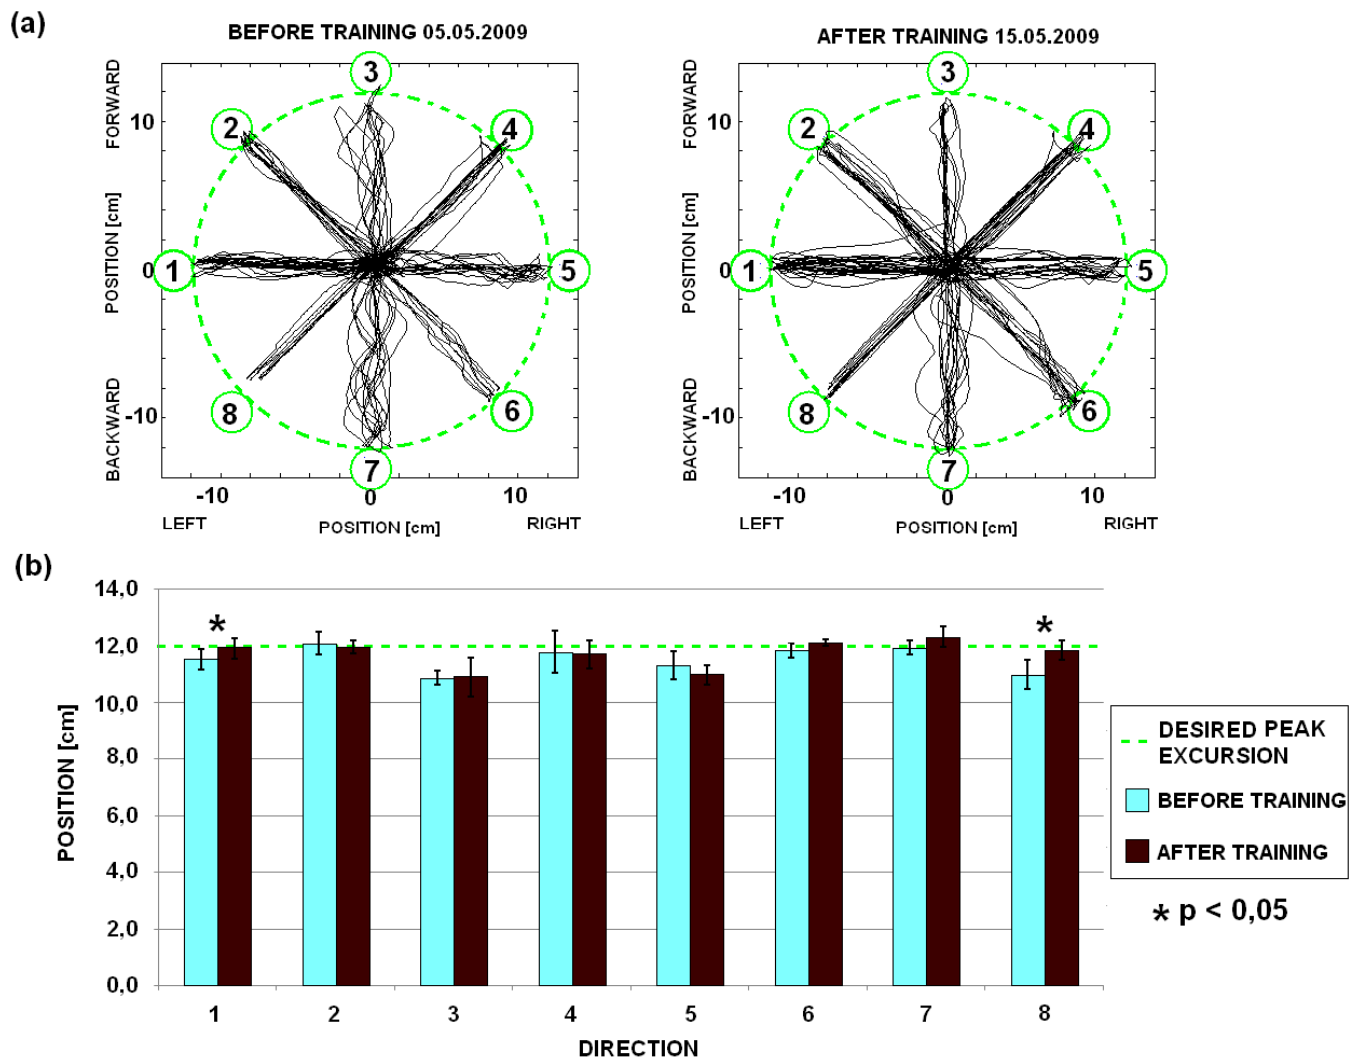 (a)
BEFORE TRAINING 05.05.2009
AFTER TRAINING 15.05.2009
FORWARD
POSITION [cm]
BACKWARD
10
0
-10
1
2
3
4
5
6
7
8
-10
0
10
LEFT
POSITION [cm]
RIGHT
FORWARD
POSITION [cm]
BACKWARD
10
0
-10
1
2
3
4
5
6
7
8
-10
0
10
LEFT
POSITION [cm]
RIGHT
(b)
POSITION [cm]
14,0
12,0
10,0
8,0
6,0
4,0
2,0
0,0
*
*
1
2
3
4
5
6
7
8
DIRECTION
DESIRED PEAK
EXCURSION
BEFORE TRAINING
AFTER TRAINING
* p < 0,05